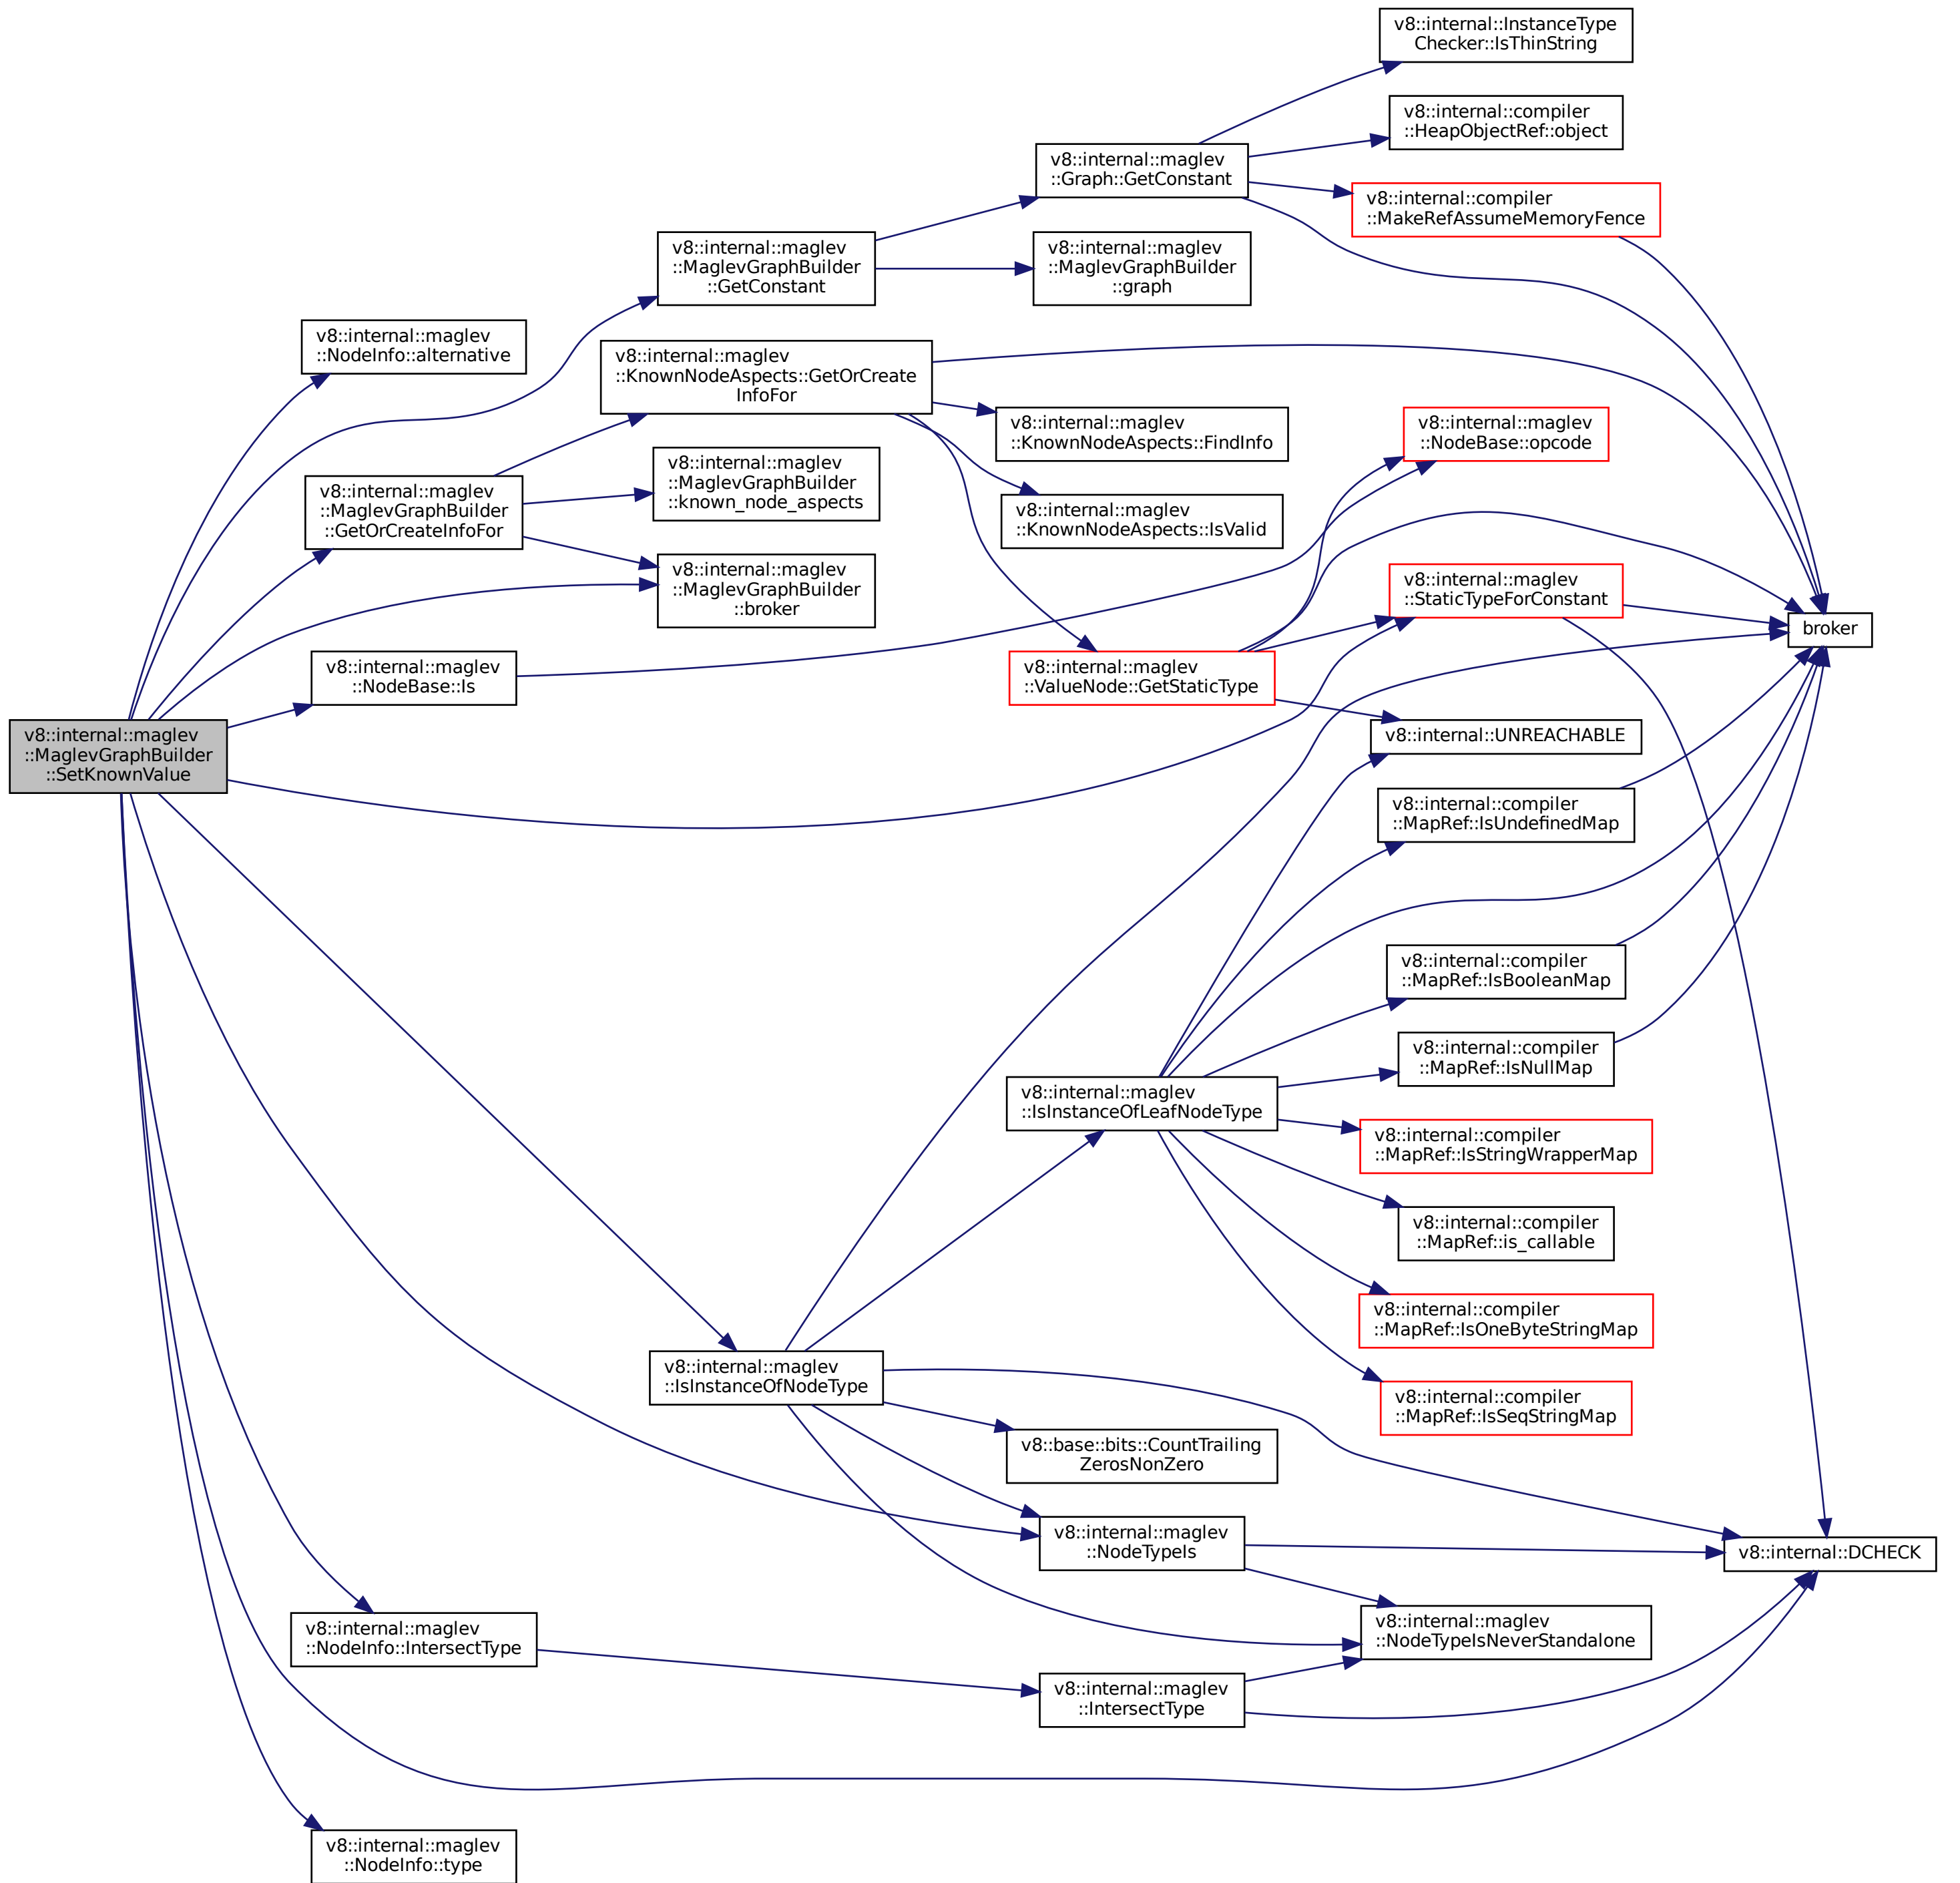 v8::internal::InstanceType
Checker::IsThinString
v8::internal::compiler
::HeapObjectRef::object
v8::internal::maglev
::Graph::GetConstant
v8::internal::compiler
::MakeRefAssumeMemoryFence
v8::internal::maglev
::MaglevGraphBuilder
::GetConstant
v8::internal::maglev
::MaglevGraphBuilder
::graph
v8::internal::maglev
::NodeInfo::alternative
v8::internal::maglev
::KnownNodeAspects::GetOrCreate
InfoFor
v8::internal::maglev
::KnownNodeAspects::FindInfo
v8::internal::maglev
::NodeBase::opcode
v8::internal::maglev
::MaglevGraphBuilder
::GetOrCreateInfoFor
v8::internal::maglev
::MaglevGraphBuilder
::known_node_aspects
v8::internal::maglev
::KnownNodeAspects::IsValid
v8::internal::maglev
::MaglevGraphBuilder
::broker
v8::internal::maglev
::StaticTypeForConstant
broker
v8::internal::maglev
::NodeBase::Is
v8::internal::maglev
::ValueNode::GetStaticType
v8::internal::UNREACHABLE
v8::internal::maglev
::MaglevGraphBuilder
::SetKnownValue
v8::internal::compiler
::MapRef::IsUndefinedMap
v8::internal::compiler
::MapRef::IsBooleanMap
v8::internal::compiler
::MapRef::IsNullMap
v8::internal::maglev
::IsInstanceOfLeafNodeType
v8::internal::compiler
::MapRef::IsStringWrapperMap
v8::internal::compiler
::MapRef::is_callable
v8::internal::compiler
::MapRef::IsOneByteStringMap
v8::internal::maglev
::IsInstanceOfNodeType
v8::internal::compiler
::MapRef::IsSeqStringMap
v8::base::bits::CountTrailing
ZerosNonZero
v8::internal::maglev
::NodeTypeIs
v8::internal::DCHECK
v8::internal::maglev
::NodeInfo::IntersectType
v8::internal::maglev
::NodeTypeIsNeverStandalone
v8::internal::maglev
::IntersectType
v8::internal::maglev
::NodeInfo::type